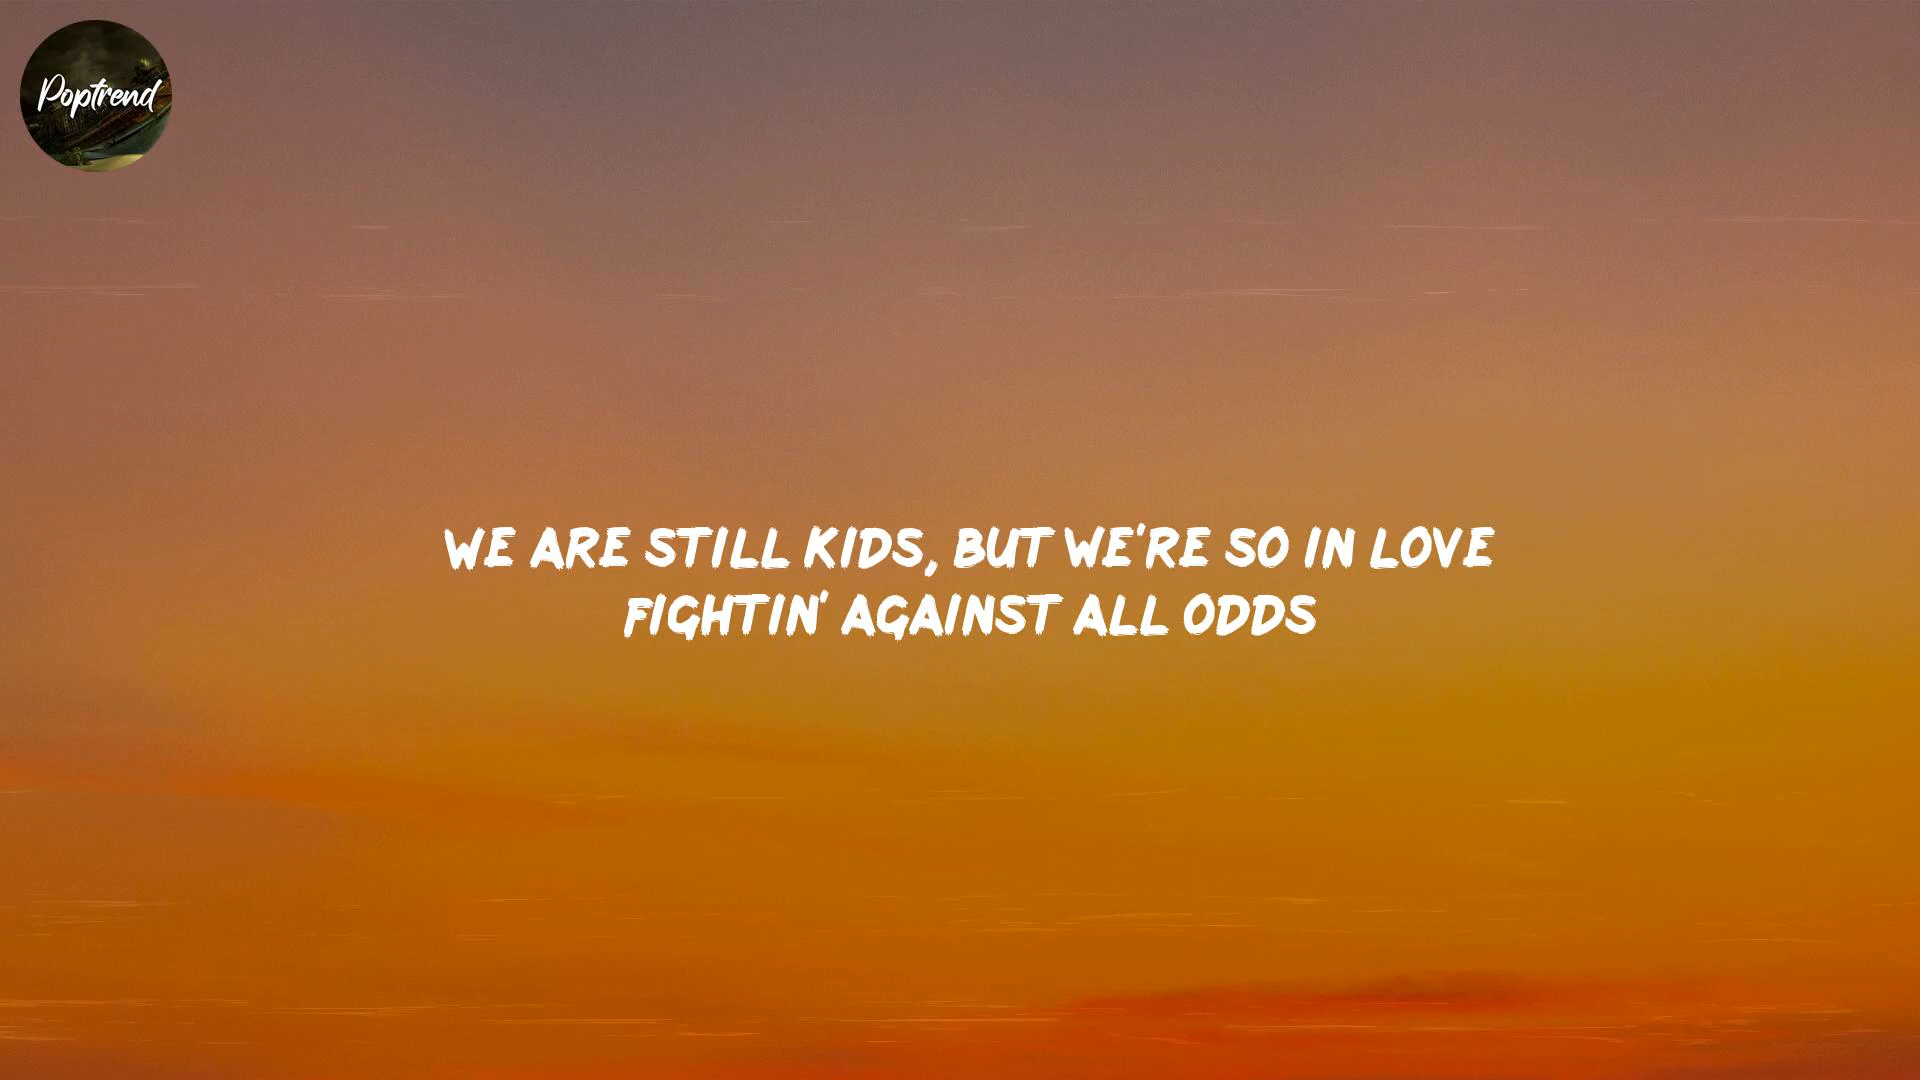 Poptrend
WE ARE STILL KIDS, BUT WE'RE SO IN LOVE
FIGHTIN' AGAINST ALL ODDS